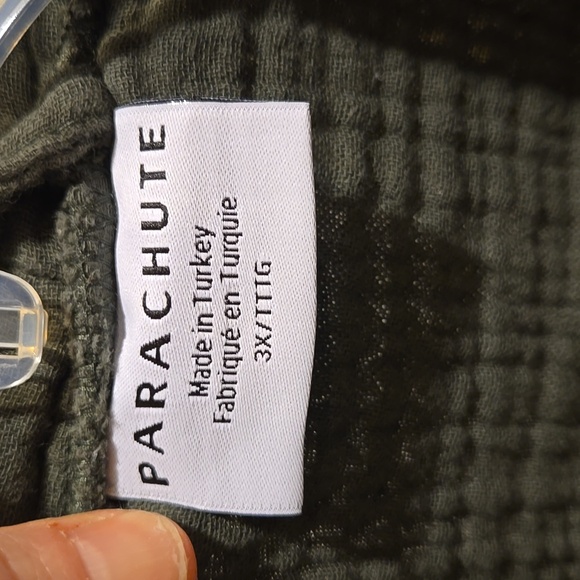 PARACHUTE
Made in Turkey
Fabriqué en Turquie
3X/TTTG